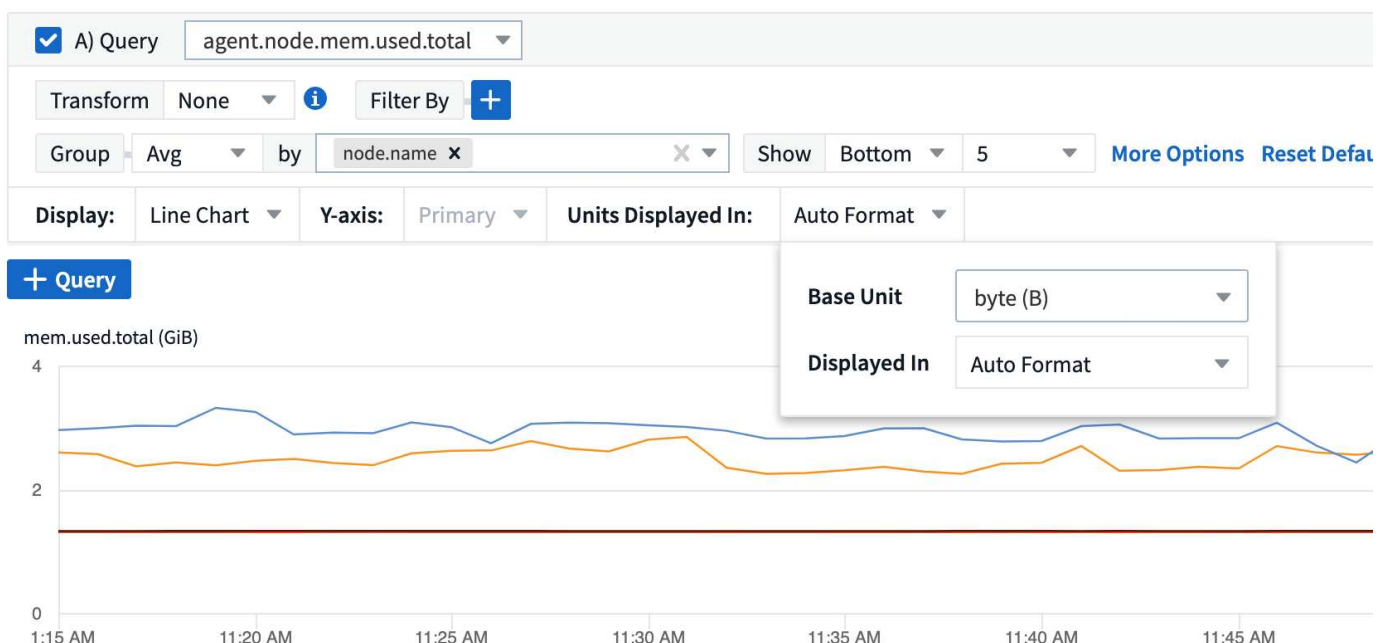 A) Query agent.node.mem.used.total
Transform None Filter By +
Group Avg by node.name x Show Bottom 5 More Options Reset Defau
Display: Line Chart Y-axis: Primary Units Displayed In: Auto Format
+ Query
Base Unit byte (B)
Displayed In Auto Format
mem.used.total (GiB)
4
2
0
1:15 AM 11:20 AM 11:25 AM 11:30 AM 11:35 AM 11:40 AM 11:45 AM